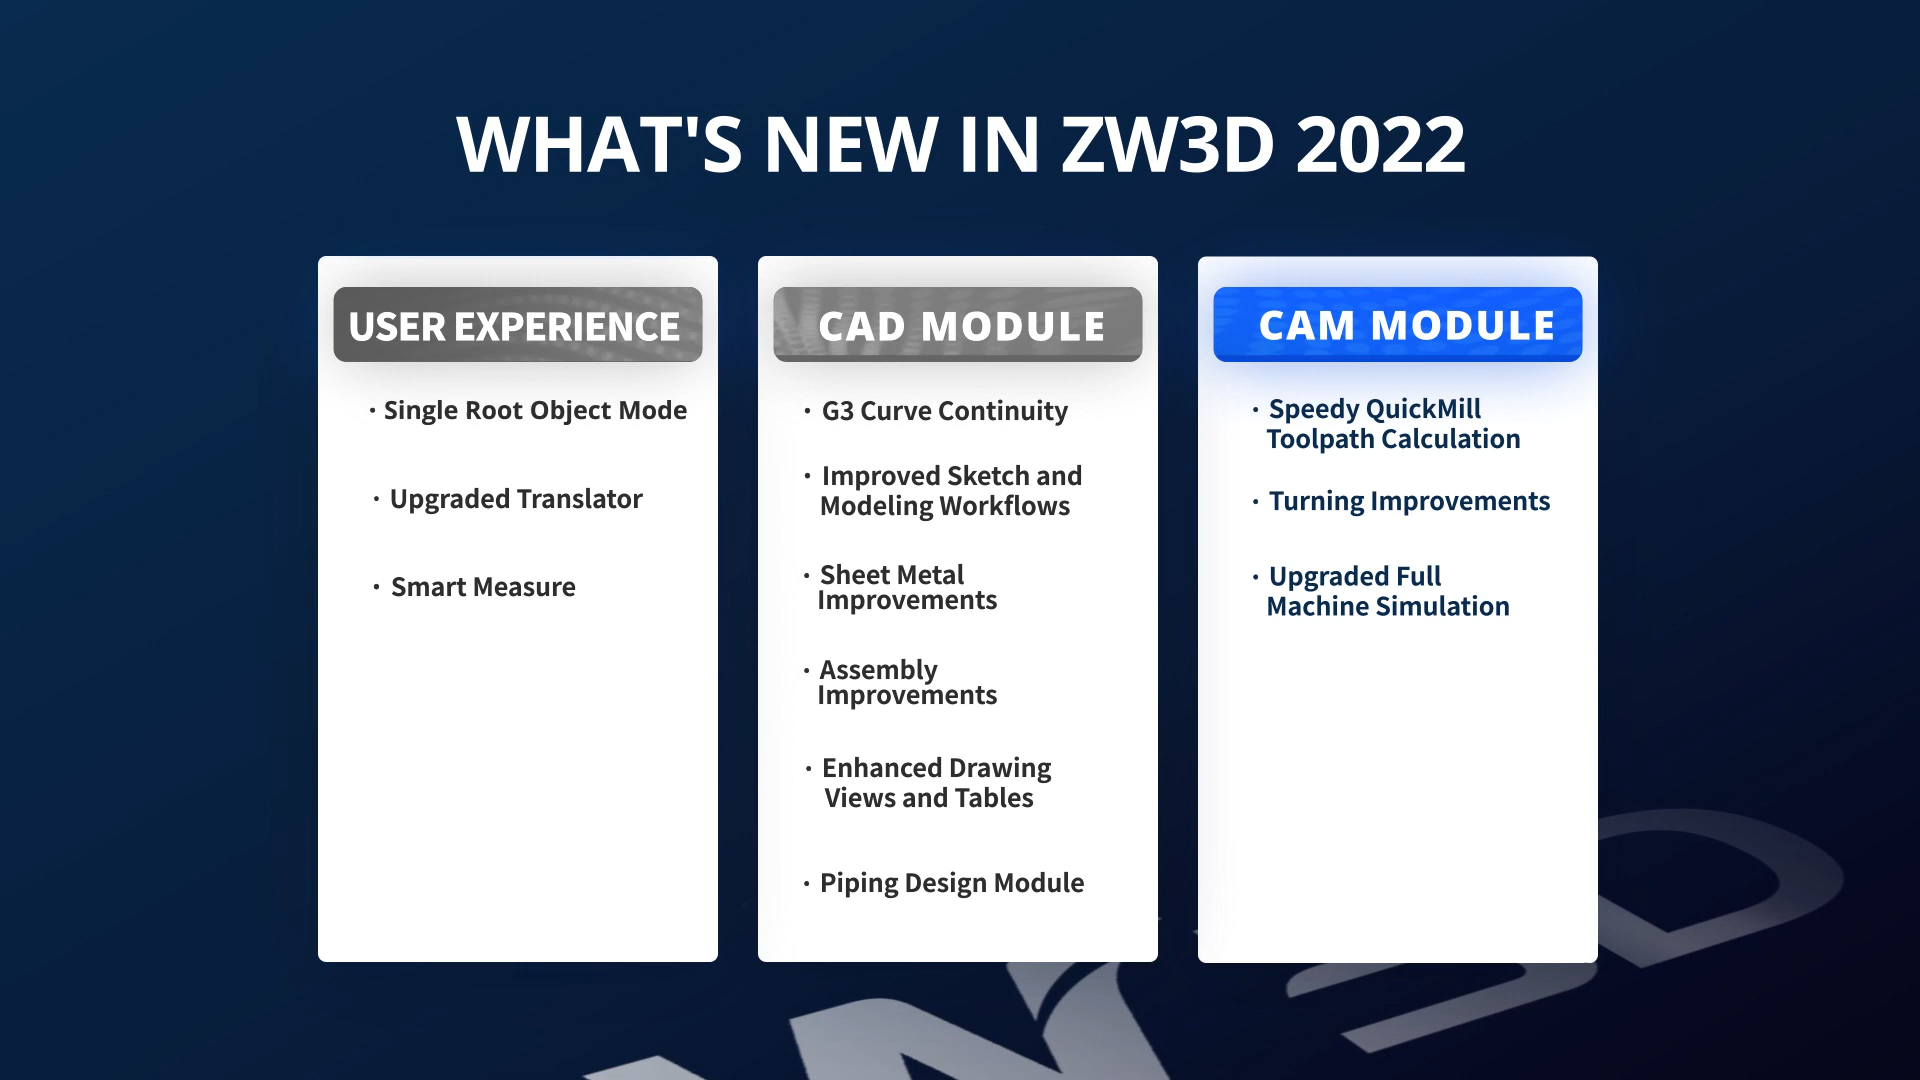 WHAT'S NEW IN ZW3D 2022
USER EXPERIENCE
· Single Root Object Mode
· Upgraded Translator
· Smart Measure
CAD MODULE
· G3 Curve Continuity
· Improved Sketch and
Modeling Workflows
· Sheet Metal
Improvements
· Assembly
Improvements
· Enhanced Drawing
Views and Tables
· Piping Design Module
CAM MODULE
· Speedy QuickMill
Toolpath Calculation
· Turning Improvements
· Upgraded Full
Machine Simulation